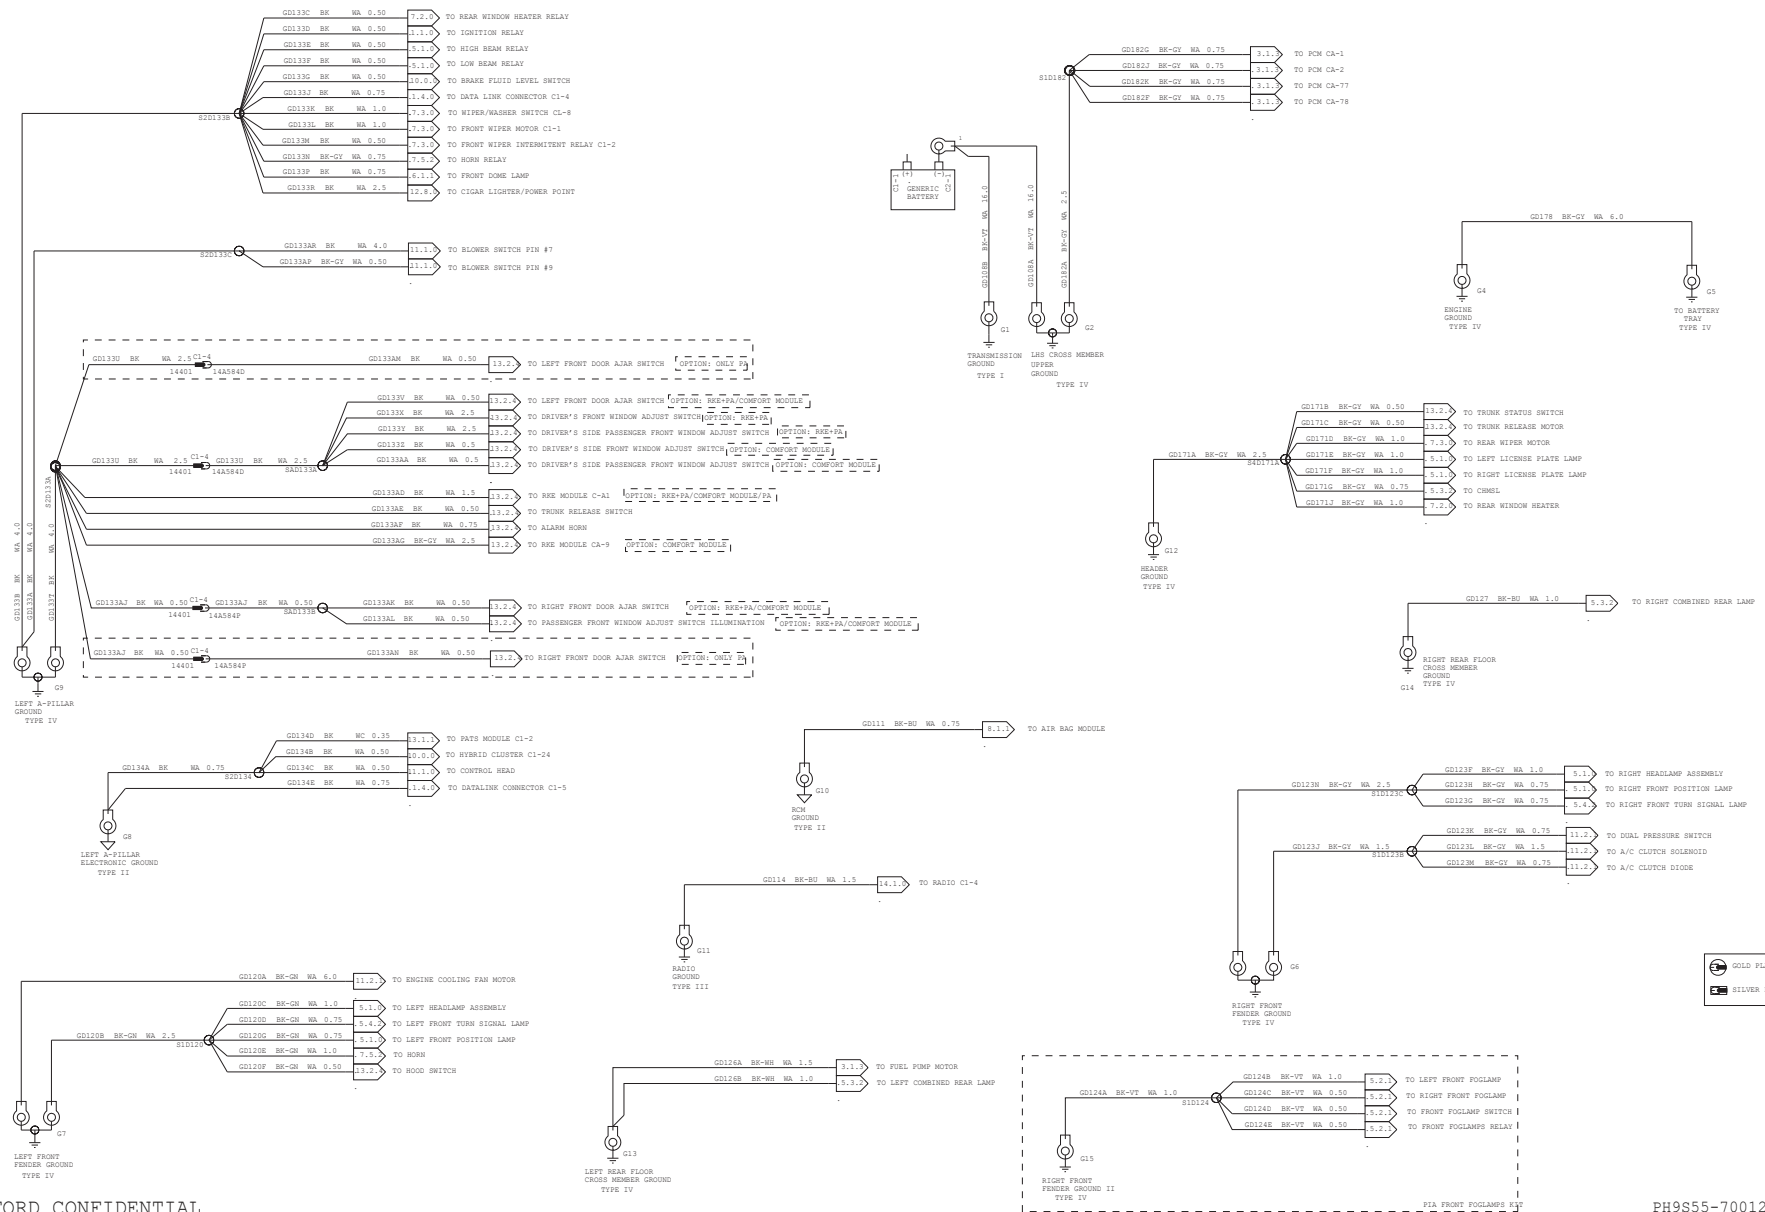 GD133C BK WA 0.50 7.2.0 TO REAR WINDOW HEATER RELAY
GD133D BK WA 0.50 1.1.0 TO IGNITION RELAY
GD133E BK WA 0.50 5.1.0 TO HIGH BEAM RELAY
GD133F BK WA 0.50 5.1.0 TO LOW BEAM RELAY
GD133G BK WA 0.50 10.0.0 TO BRAKE FLUID LEVEL SWITCH
GD133J BK WA 0.75 1.4.0 TO DATA LINK CONNECTOR C1-4
GD133K BK WA 1.0 7.3.0 TO WIPER/WASHER SWITCH CL-8
GD133L BK WA 1.0 7.3.0 TO FRONT WIPER MOTOR C1-1
GD133M BK WA 0.50 7.3.0 TO FRONT WIPER INTERMITENT RELAY C1-2
GD133N BK-GY WA 0.75 7.5.2 TO HORN RELAY
GD133P BK WA 0.75 6.1.1 TO FRONT DOME LAMP
GD133R BK WA 2.5 12.8.0 TO CIGAR LIGHTER/POWER POINT
S2D133B
GD133AR BK WA 4.0 11.1.0 TO BLOWER SWITCH PIN #7
GD133AP BK-GY WA 0.50 11.1.0 TO BLOWER SWITCH PIN #9
S2D133C
GD182G BK-GY WA 0.75 3.1.3 TO PCM CA-1
GD182J BK-GY WA 0.75 3.1.3 TO PCM CA-2
GD182K BK-GY WA 0.75 3.1.3 TO PCM CA-77
GD182F BK-GY WA 0.75 3.1.3 TO PCM CA-78
S1D182
1
C1-1 (+) (-) C2-1
GENERIC
BATTERY
GD108B BK-VT WA 16.0
GD108A BK-VT WA 16.0
GD182A BK-GY WA 2.5
G1
TRANSMISSION
GROUND
TYPE I
G2
LHS CROSS MEMBER
UPPER
GROUND
TYPE IV
GD178 BK-GY WA 6.0
G4
ENGINE
GROUND
TYPE IV
G5
TO BATTERY
TRAY
TYPE IV
GD133U BK WA 2.5 C1-4 GD133AM BK WA 0.50 13.2.4 TO LEFT FRONT DOOR AJAR SWITCH OPTION: ONLY PA
14401 14A584D
GD133V BK WA 0.50 13.2.4 TO LEFT FRONT DOOR AJAR SWITCH OPTION: RKE+PA/COMFORT MODULE
GD133X BK WA 2.5 13.2.4 TO DRIVER'S FRONT WINDOW ADJUST SWITCH OPTION: RKE+PA
GD133Y BK WA 2.5 13.2.4 TO DRIVER'S SIDE PASSENGER FRONT WINDOW ADJUST SWITCH OPTION: RKE+PA
GD133Z BK WA 0.5 13.2.4 TO DRIVER'S SIDE FRONT WINDOW ADJUST SWITCH OPTION: COMFORT MODULE
GD133U BK WA 2.5 C1-4 GD133U BK WA 2.5 GD133AA BK WA 0.5 13.2.4 TO DRIVER'S SIDE PASSENGER FRONT WINDOW ADJUST SWITCH OPTION: COMFORT MODULE
14401 14A584D SAD133A
GD133AD BK WA 1.5 13.2.4 TO RKE MODULE C-A1 OPTION: RKE+PA/COMFORT MODULE/PA
GD133AE BK WA 0.50 13.2.4 TO TRUNK RELEASE SWITCH
GD133AF BK WA 0.75 13.2.4 TO ALARM HORN
GD133AG BK-GY WA 2.5 13.2.4 TO RKE MODULE CA-9 OPTION: COMFORT MODULE
S2D133A
GD133B BK WA 4.0
GD133A BK WA 4.0
GD133T BK WA 4.0
GD133AJ BK WA 0.50 C1-4 GD133AJ BK WA 0.50 GD133AK BK WA 0.50 13.2.4 TO RIGHT FRONT DOOR AJAR SWITCH OPTION: RKE+PA/COMFORT MODULE
14401 14A584P SAD133B
GD133AL BK WA 0.50 13.2.4 TO PASSENGER FRONT WINDOW ADJUST SWITCH ILLUMINATION OPTION: RKE+PA/COMFORT MODULE
GD133AJ BK WA 0.50 C1-4 GD133AN BK WA 0.50 13.2.4 TO RIGHT FRONT DOOR AJAR SWITCH OPTION: ONLY PA
14401 14A584P
G9
LEFT A-PILLAR
GROUND
TYPE IV
GD171B BK-GY WA 0.50 13.2.4 TO TRUNK STATUS SWITCH
GD171C BK-GY WA 0.50 13.2.4 TO TRUNK RELEASE MOTOR
GD171D BK-GY WA 1.0 7.3.0 TO REAR WIPER MOTOR
GD171E BK-GY WA 1.0 5.1.0 TO LEFT LICENSE PLATE LAMP
GD171F BK-GY WA 1.0 5.1.0 TO RIGHT LICENSE PLATE LAMP
GD171G BK-GY WA 0.75 5.3.2 TO CHMSL
GD171J BK-GY WA 1.0 7.2.0 TO REAR WINDOW HEATER
GD171A BK-GY WA 2.5 S4D171A
G12
HEADER
GROUND
TYPE IV
GD127 BK-BU WA 1.0 5.3.2 TO RIGHT COMBINED REAR LAMP
RIGHT REAR FLOOR
CROSS MEMBER
GROUND
TYPE IV
G14
GD134D BK WC 0.35 13.1.1 TO PATS MODULE C1-2
GD134B BK WA 0.50 10.0.0 TO HYBRID CLUSTER C1-24
GD134A BK WA 0.75 S2D134 GD134C BK WA 0.50 11.1.0 TO CONTROL HEAD
GD134E BK WA 0.75 1.4.0 TO DATALINK CONNECTOR C1-5
G8
LEFT A-PILLAR
ELECTRONIC GROUND
TYPE II
GD111 BK-BU WA 0.75 8.1.1 TO AIR BAG MODULE
G10
RCM
GROUND
TYPE II
GD114 BK-BU WA 1.5 14.1.0 TO RADIO C1-4
G11
RADIO
GROUND
TYPE III
GD123F BK-GY WA 1.0 5.1.0 TO RIGHT HEADLAMP ASSEMBLY
GD123N BK-GY WA 2.5 S1D123C GD123H BK-GY WA 0.75 5.1.0 TO RIGHT FRONT POSITION LAMP
GD123G BK-GY WA 0.75 5.4.2 TO RIGHT FRONT TURN SIGNAL LAMP
GD123K BK-GY WA 0.75 11.2. TO DUAL PRESSURE SWITCH
GD123J BK-GY WA 1.5 S1D123B GD123L BK-GY WA 1.5 11.2. TO A/C CLUTCH SOLENOID
GD123M BK-GY WA 0.75 11.2. TO A/C CLUTCH DIODE
G6
RIGHT FRONT
FENDER GROUND
TYPE IV
GOLD PL
SILVER
GD120A BK-GN WA 6.0 11.2.1 TO ENGINE COOLING FAN MOTOR
GD120C BK-GN WA 1.0 5.1.0 TO LEFT HEADLAMP ASSEMBLY
GD120D BK-GN WA 0.75 5.4.2 TO LEFT FRONT TURN SIGNAL LAMP
GD120B BK-GN WA 2.5 S1D120 GD120G BK-GN WA 0.75 5.1.0 TO LEFT FRONT POSITION LAMP
GD120E BK-GN WA 1.0 7.5.2 TO HORN
GD120F BK-GN WA 0.50 13.2.4 TO HOOD SWITCH
G7
LEFT FRONT
FENDER GROUND
TYPE IV
GD126A BK-WH WA 1.5 3.1.3 TO FUEL PUMP MOTOR
GD126B BK-WH WA 1.0 5.3.2 TO LEFT COMBINED REAR LAMP
G13
LEFT REAR FLOOR
CROSS MEMBER GROUND
TYPE IV
GD124B BK-VT WA 1.0 5.2.1 TO LEFT FRONT FOGLAMP
GD124A BK-VT WA 1.0 S1D124 GD124C BK-VT WA 0.50 5.2.1 TO RIGHT FRONT FOGLAMP
GD124D BK-VT WA 0.50 5.2.1 TO FRONT FOGLAMP SWITCH
GD124E BK-VT WA 0.50 5.2.1 TO FRONT FOGLAMPS RELAY
G15
RIGHT FRONT
FENDER GROUND II
TYPE IV
PIA FRONT FOGLAMPS KIT
FORD CONFIDENTIAL
PH9S55-70012